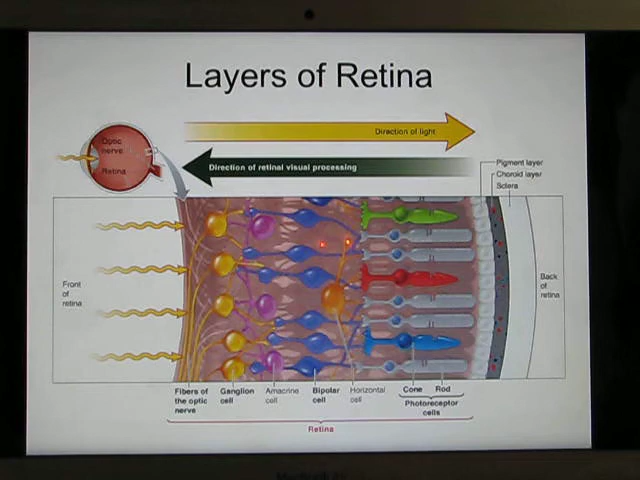 Layers of Retina
Direction of light
Direction of retinal visual processing
Optic
nerve
Retina
Pigment layer
Choroid layer
Sclera
Front
of
retina
Back
of
retina
Fibers of
the optic
nerve
Ganglion
cell
Amacrine
cell
Bipolar
cell
Horizontal
cell
Cone
Rod
Photoreceptor
cells
Retina